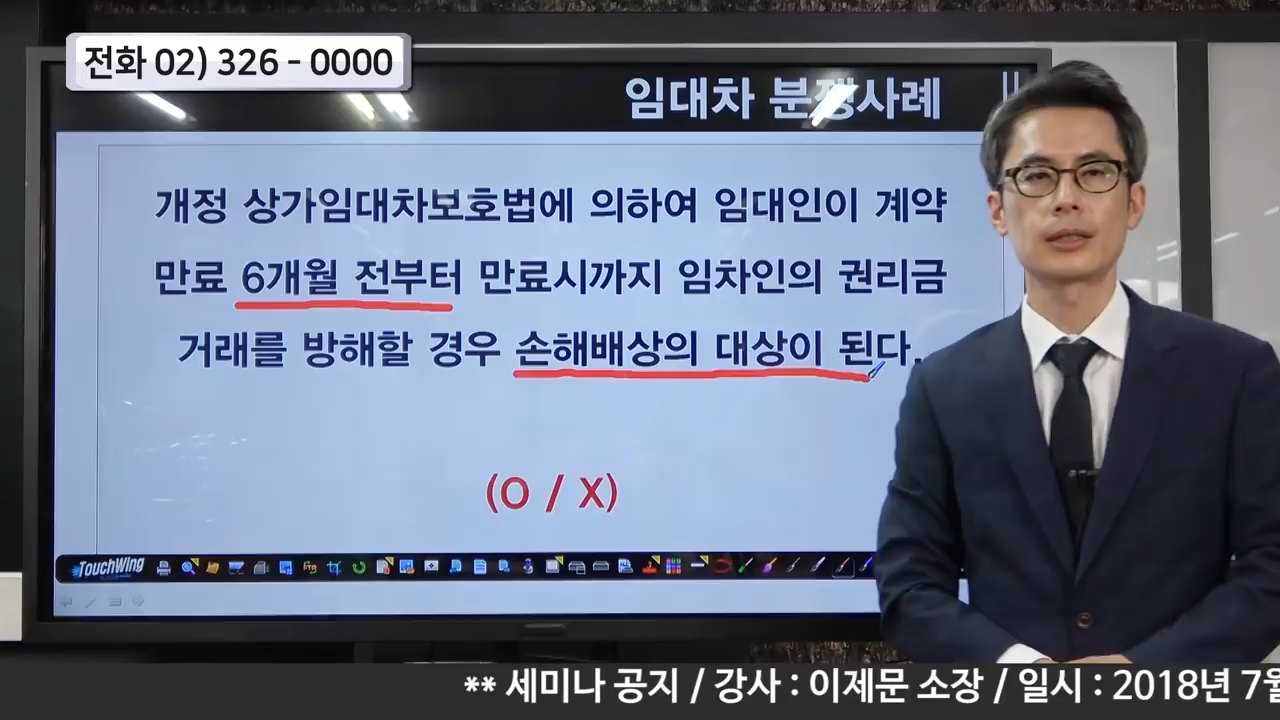 전화 02) 326 - 0000
임대차 분쟁사례
개정 상가임대차보호법에 의하여 임대인이 계약
만료 6개월 전부터 만료시까지 임차인의 권리금
거래를 방해할 경우 손해배상의 대상이 된다.
(O / X)
TouchWing
** 세미나 공지 / 강사 : 이제문 소장 / 일시 : 2018년 7월